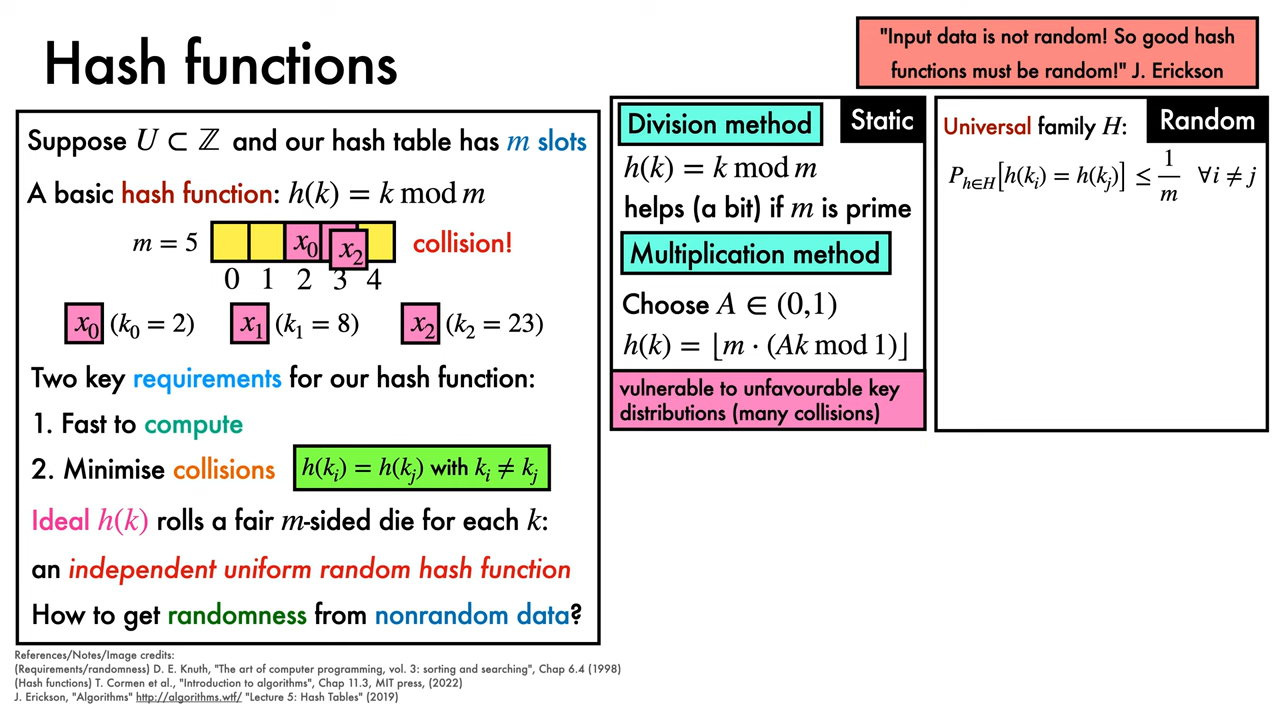 Hash functions
"Input data is not random! So good hash
functions must be random!" J. Erickson
Suppose U ⊂ ℤ and our hash table has m slots
A basic hash function: h(k) = k mod m
m = 5
x₀
x₂
collision!
0 1 2 3 4
x₀ (k₀ = 2) x₁ (k₁ = 8) x₂ (k₂ = 23)
Two key requirements for our hash function:
1. Fast to compute
2. Minimise collisions
h(kᵢ) = h(kⱼ) with kᵢ ≠ kⱼ
Ideal h(k) rolls a fair m-sided die for each k:
an independent uniform random hash function
How to get randomness from nonrandom data?
Division method
Static
h(k) = k mod m
helps (a bit) if m is prime
Multiplication method
Choose A ∈ (0,1)
h(k) = ⌊m · (Ak mod 1)⌋
vulnerable to unfavourable key
distributions (many collisions)
Universal family H:
Random
P_{h∈H}[h(kᵢ) = h(kⱼ)] ≤ 1/m ∀i ≠ j
References/Notes/Image credits:
(Requirements/randomness) D. E. Knuth, "The art of computer programming, vol. 3: sorting and searching", Chap 6.4 (1998)
(Hash functions) T. Cormen et al., "Introduction to algorithms", Chap 11.3, MIT press, (2022)
J. Erickson, "Algorithms" http://algorithms.wtf/ "Lecture 5: Hash Tables" (2019)